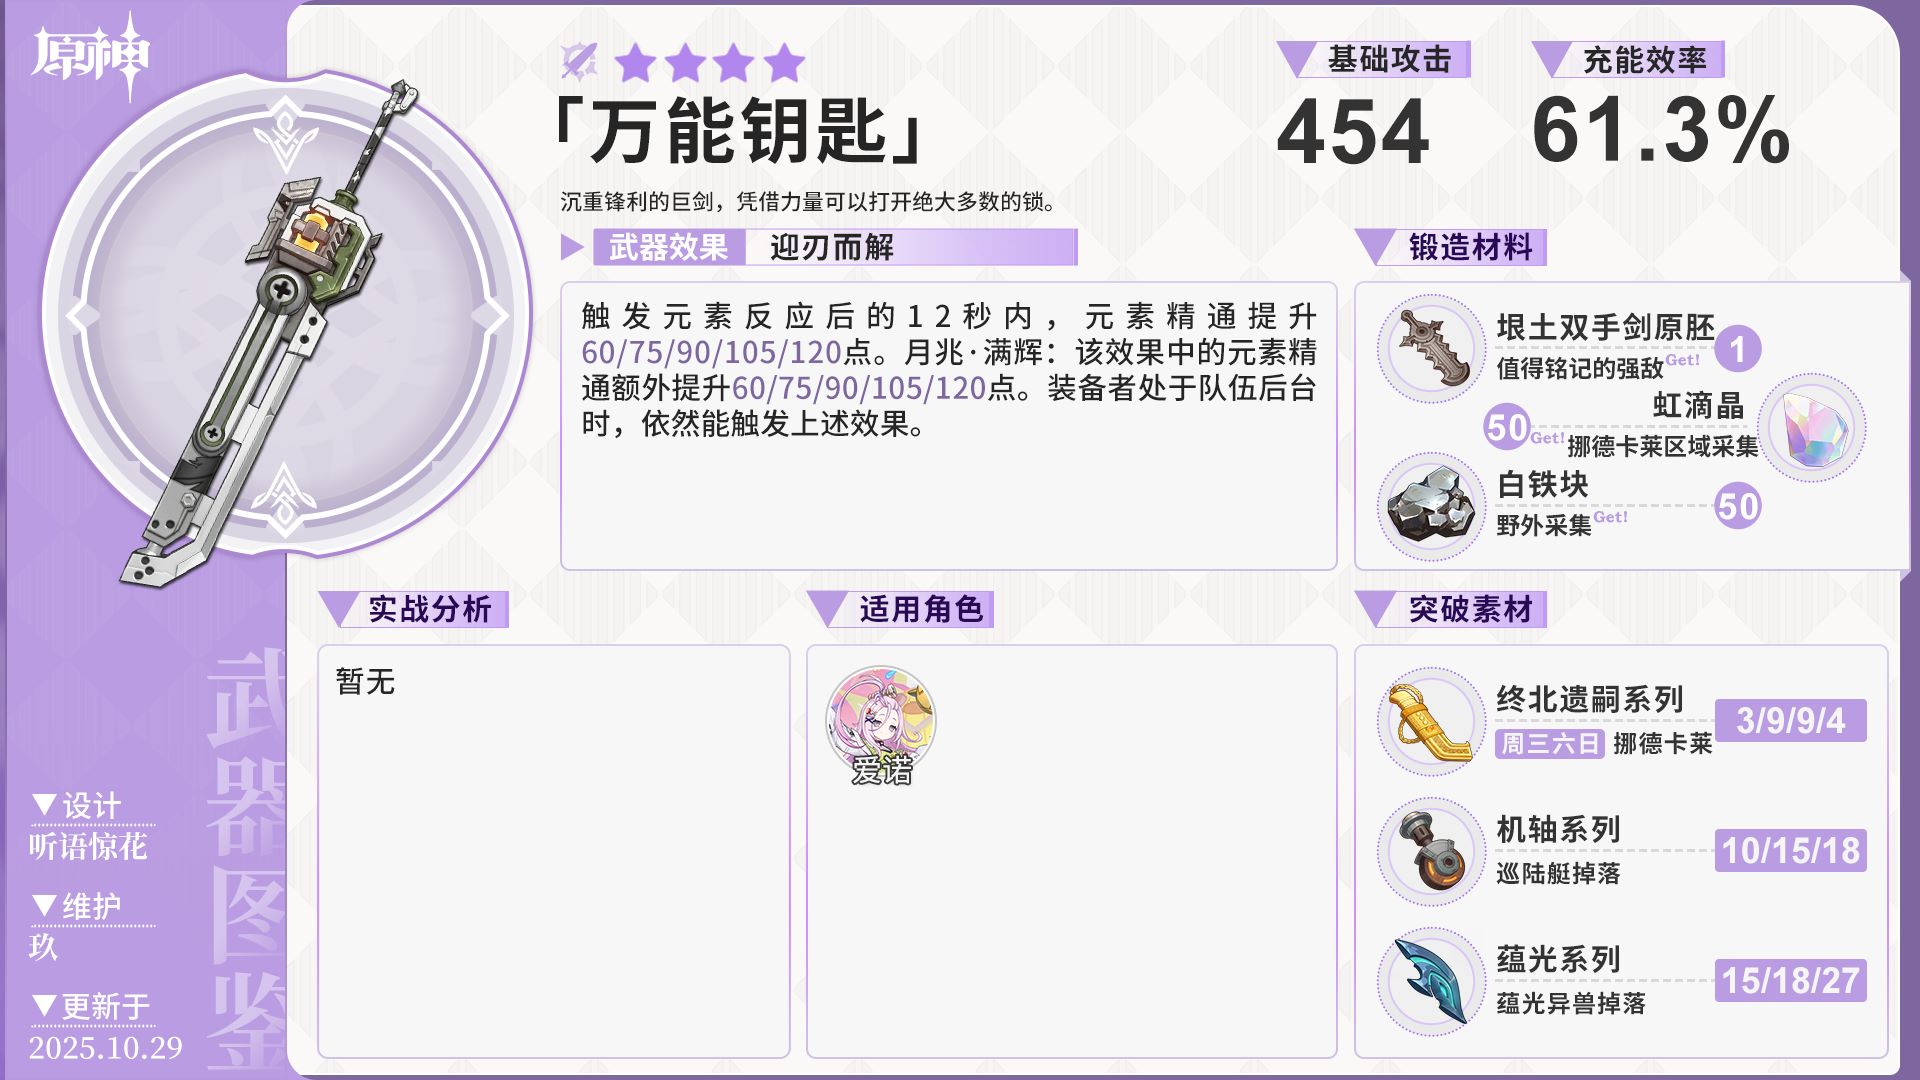 原神
「万能钥匙」
沉重锋利的巨剑，凭借力量可以打开绝大多数的锁。
基础攻击
454
充能效率
61.3%
武器效果 迎刃而解
触发元素反应后的12秒内，元素精通提升
60/75/90/105/120点。月兆·满辉：该效果中的元素精
通额外提升60/75/90/105/120点。装备者处于队伍后台
时，依然能触发上述效果。
锻造材料
垠土双手剑原胚
值得铭记的强敌Get!
1
虹滴晶
50
Get!挪德卡莱区域采集
白铁块
野外采集Get!
50
实战分析
暂无
适用角色
爱诺
突破素材
终北遗嗣系列
周三六日 挪德卡莱
3/9/9/4
机轴系列
巡陆艇掉落
10/15/18
蕴光系列
蕴光异兽掉落
15/18/27
武器图鉴
▼设计
听语惊花
▼维护
玖
▼更新于
2025.10.29